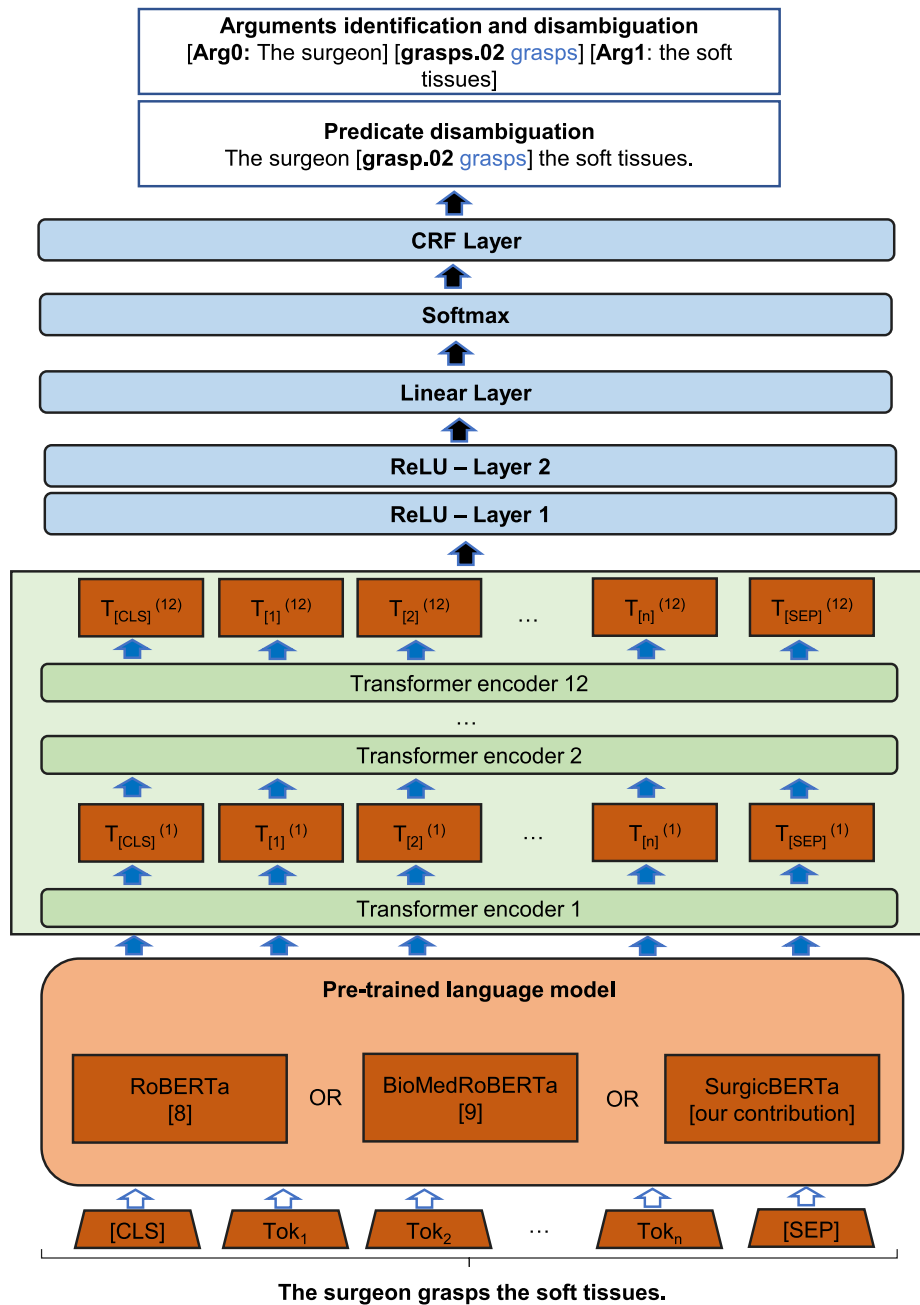 Arguments identification and disambiguation
[Arg0: The surgeon] [grasps.02 grasps] [Arg1: the soft
tissues]
Predicate disambiguation
The surgeon [grasp.02 grasps] the soft tissues.
CRF Layer
Softmax
Linear Layer
ReLU – Layer 2
ReLU – Layer 1
T[CLS] (12) T[1] (12) T[2] (12) ... T[n] (12) T[SEP] (12)
Transformer encoder 12
...
Transformer encoder 2
T[CLS] (1) T[1] (1) T[2] (1) ... T[n] (1) T[SEP] (1)
Transformer encoder 1
Pre-trained language model
RoBERTa
[8]
OR
BioMedRoBERTa
[9]
OR
SurgicBERTa
[our contribution]
[CLS] Tok1 Tok2 ... Tokn [SEP]
The surgeon grasps the soft tissues.